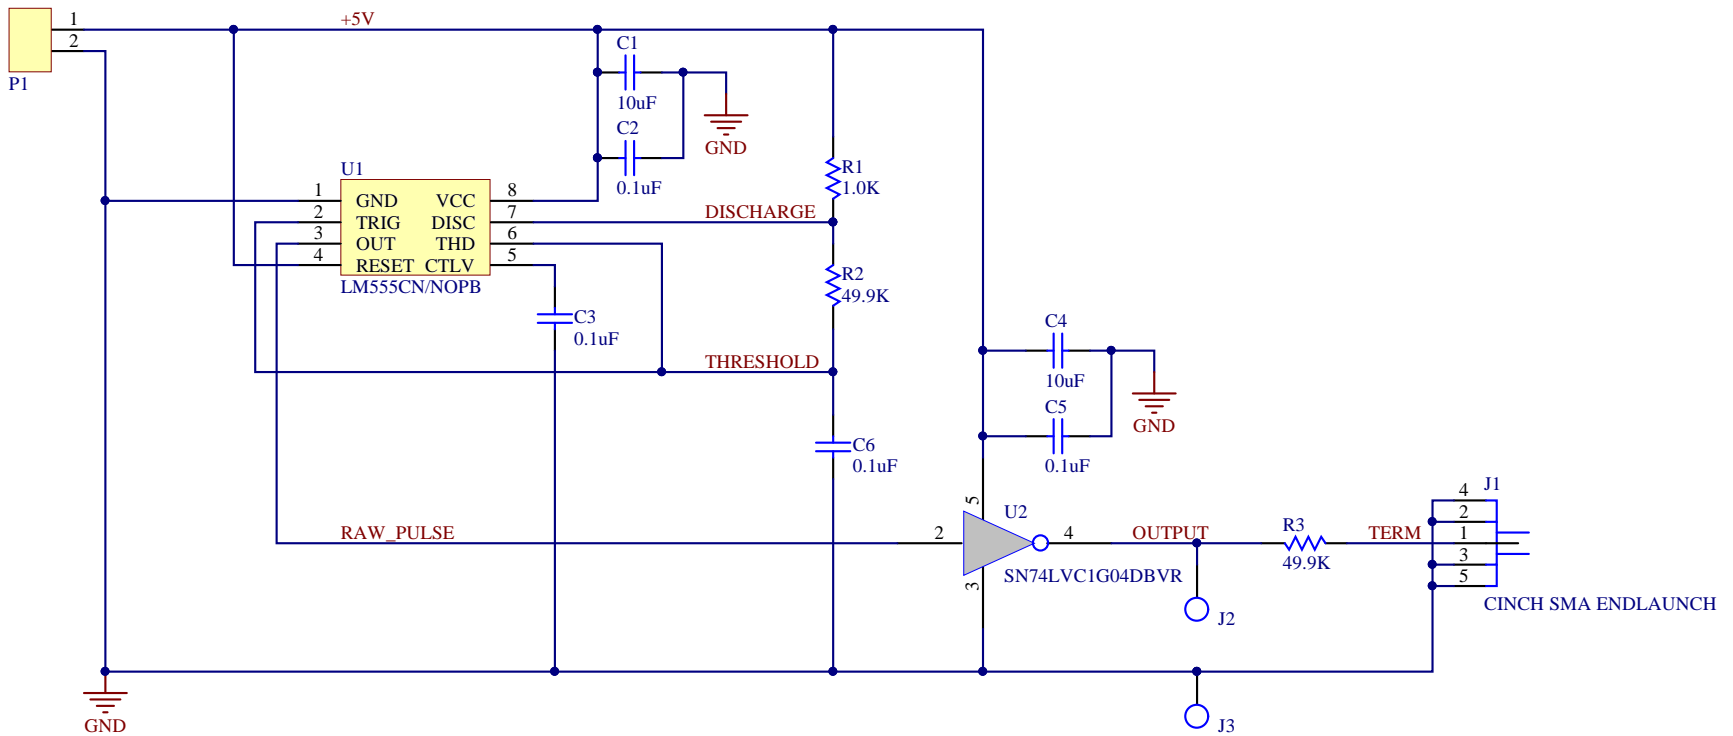 1
+5V
2
P1
C1
10uF
C2
0.1uF
GND
U1
1 GND VCC 8
2 TRIG DISC 7
3 OUT THD 6
4 RESET CTLV 5
LM555CN/NOPB
DISCHARGE
R1
1.0K
R2
49.9K
C3
0.1uF
THRESHOLD
C6
0.1uF
C4
10uF
C5
0.1uF
GND
RAW_PULSE
2
5
U2
4
3
SN74LVC1G04DBVR
OUTPUT
R3
49.9K
TERM
J1
4
2
1
3
5
CINCH SMA ENDLAUNCH
J2
GND
J3